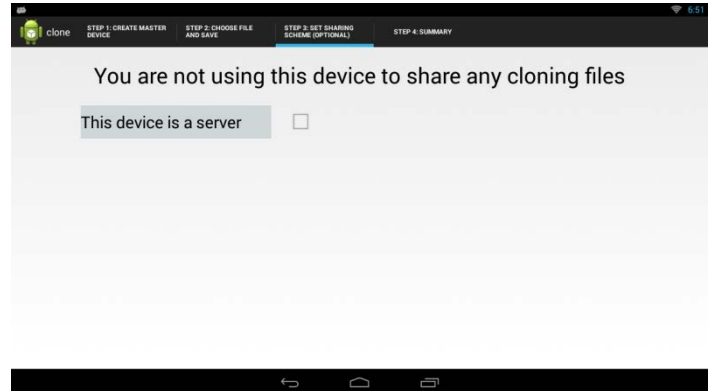 6:51
clone
STEP 1: CREATE MASTER
DEVICE
STEP 2: CHOOSE FILE
AND SAVE
STEP 3: SET SHARING
SCHEME (OPTIONAL)
STEP 4: SUMMARY
You are not using this device to share any cloning files
This device is a server